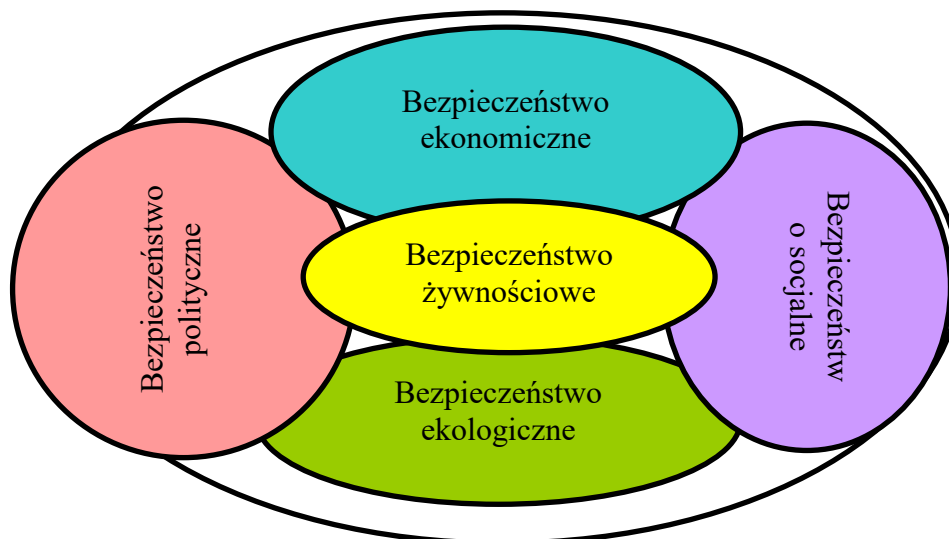 Bezpieczeństwo
ekonomiczne
Bezpieczeństwo
polityczne
Bezpieczeństwo
żywnościowe
Bezpieczeństw
o socjalne
Bezpieczeństwo
ekologiczne